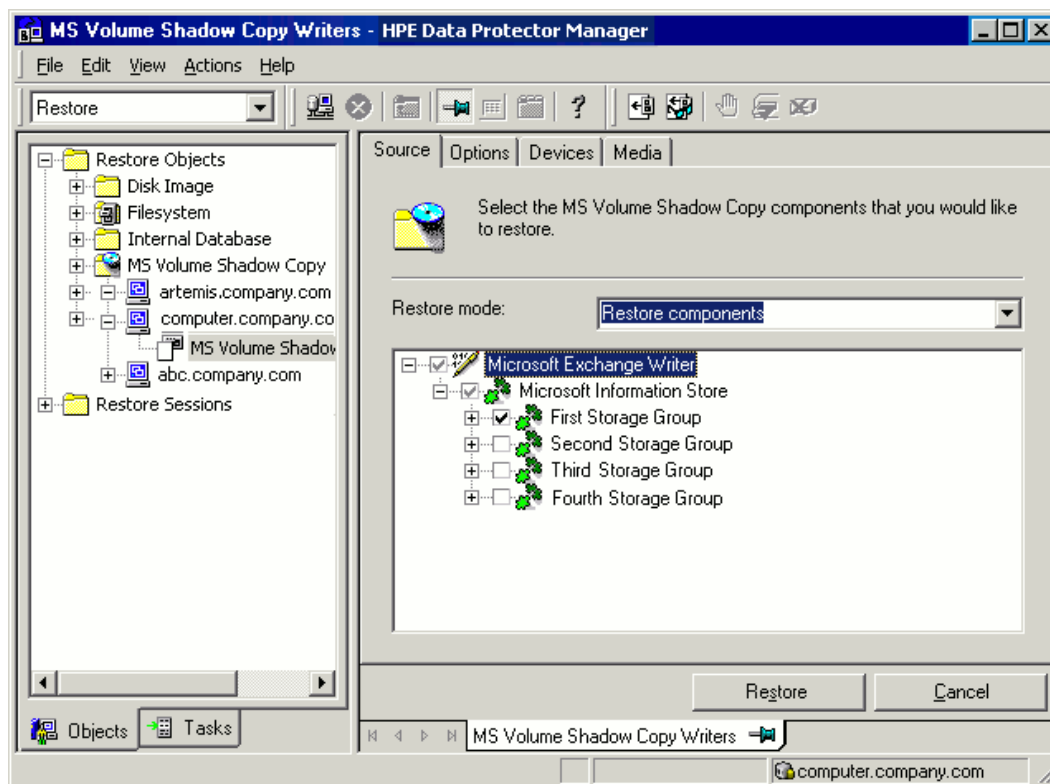 MS Volume Shadow Copy Writers - HPE Data Protector Manager
File Edit View Actions Help
Restore
Restore Objects
Disk Image
Filesystem
Internal Database
MS Volume Shadow Copy
artemis.company.com
computer.company.co
MS Volume Shadov
abc.company.com
Restore Sessions
Objects Tasks
Source Options Devices Media
Select the MS Volume Shadow Copy components that you would like
to restore.
Restore mode: Restore components
Microsoft Exchange Writer
Microsoft Information Store
First Storage Group
Second Storage Group
Third Storage Group
Fourth Storage Group
Restore Cancel
MS Volume Shadow Copy Writers
computer.company.com